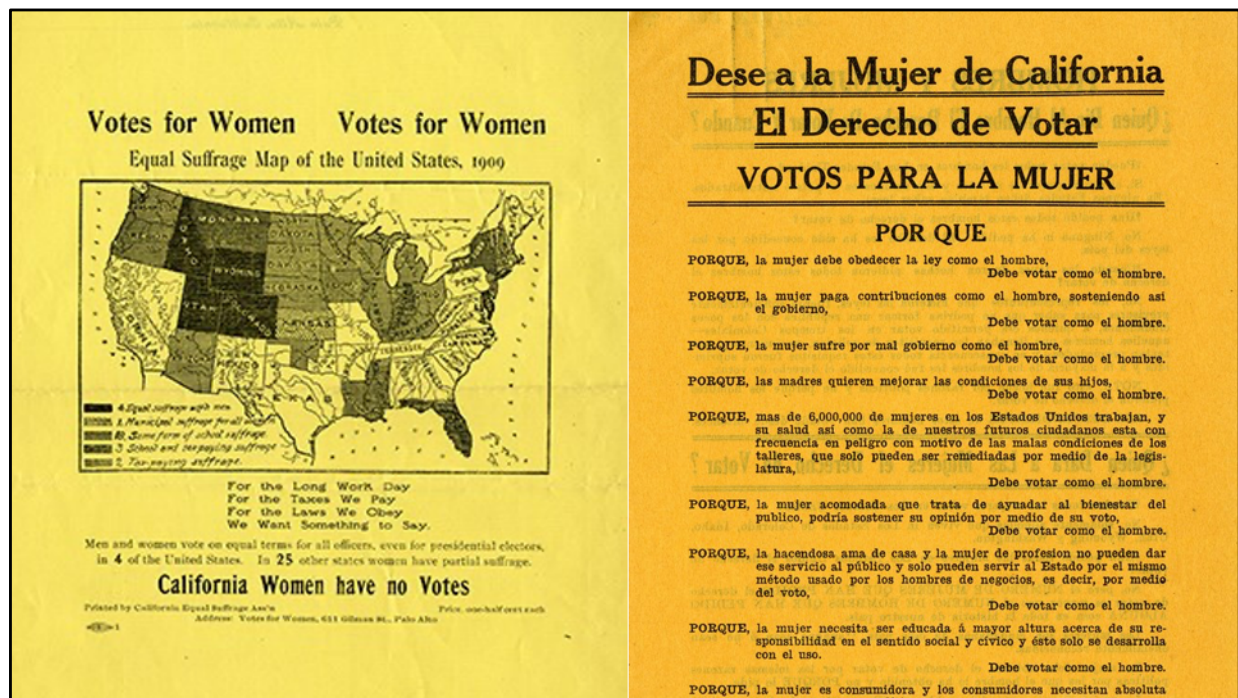 Votes for Women Votes for Women
Equal Suffrage Map of the United States, 1909
MONTANA
IDAHO
WYOMING
UTAH
COLORADO
NEBRASKA
KANSAS
TENNESSEE
PENN.
4 Equal suffrage with men
1 Municipal suffrage for all women
18 Some form of school suffrage
3 School and taxpaying suffrage
2 Tax-paying suffrage.
For the Long Work Day
For the Taxes We Pay
For the Laws We Obey
We Want Something to Say.
Men and women vote on equal terms for all officers, even for presidential electors,
in 4 of the United States. In 25 other states women have partial suffrage.
California Women have no Votes
Printed by California Equal Suffrage Ass'n Price, one-half cent each
Address: Votes for Women, 611 Gilman St., Palo Alto
Dese a la Mujer de California
El Derecho de Votar
VOTOS PARA LA MUJER
POR QUE
PORQUE, la mujer debe obedecer la ley como el hombre,
Debe votar como el hombre.
PORQUE, la mujer paga contribuciones como el hombre, sosteniendo asi
el gobierno,
Debe votar como el hombre.
PORQUE, la mujer sufre por mal gobierno como el hombre,
Debe votar como el hombre.
PORQUE, las madres quieren mejorar las condiciones de sus hijos,
Debe votar como el hombre.
PORQUE, mas de 6,000,000 de mujeres en los Estados Unidos trabajan, y
su salud así como la de nuestros futuros ciudadanos esta con
frecuencia en peligro con motivo de las malas condiciones de los
talleres, que solo pueden ser remediadas por medio de la legis-
latura,
Debe votar como el hombre.
PORQUE, la mujer acomodada que trata de ayunadar al bienestar del
publico, podría sostener su opinión por medio de su voto,
Debe votar como el hombre.
PORQUE, la hacendosa ama de casa y la mujer de profesion no pueden dar
ese servicio al público y solo pueden servir al Estado por el mismo
método usado por los hombres de negocios, es decir, por medio
del voto,
Debe votar como el hombre.
PORQUE, la mujer necesita ser educada á mayor altura acerca de su re-
sponsibilidad en el sentido social y cívico y éste solo se desarrolla
con el uso.
Debe votar como el hombre.
PORQUE, la mujer es consumidora y los consumidores necesitan absoluta